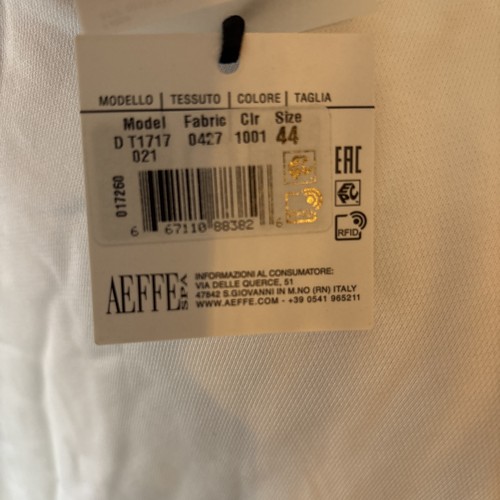 MODELLO | TESSUTO | COLORE | TAGLIA
Model Fabric Clr Size
D T1717 0427 1001 44
021
017260
6 67110 88382 6
EAC
RFID
AEFFE SPA
INFORMAZIONI AL CONSUMATORE:
VIA DELLE QUERCE, 51
47842 S.GIOVANNI IN M.NO (RN) ITALY
WWW.AEFFE.COM - +39 0541 965211